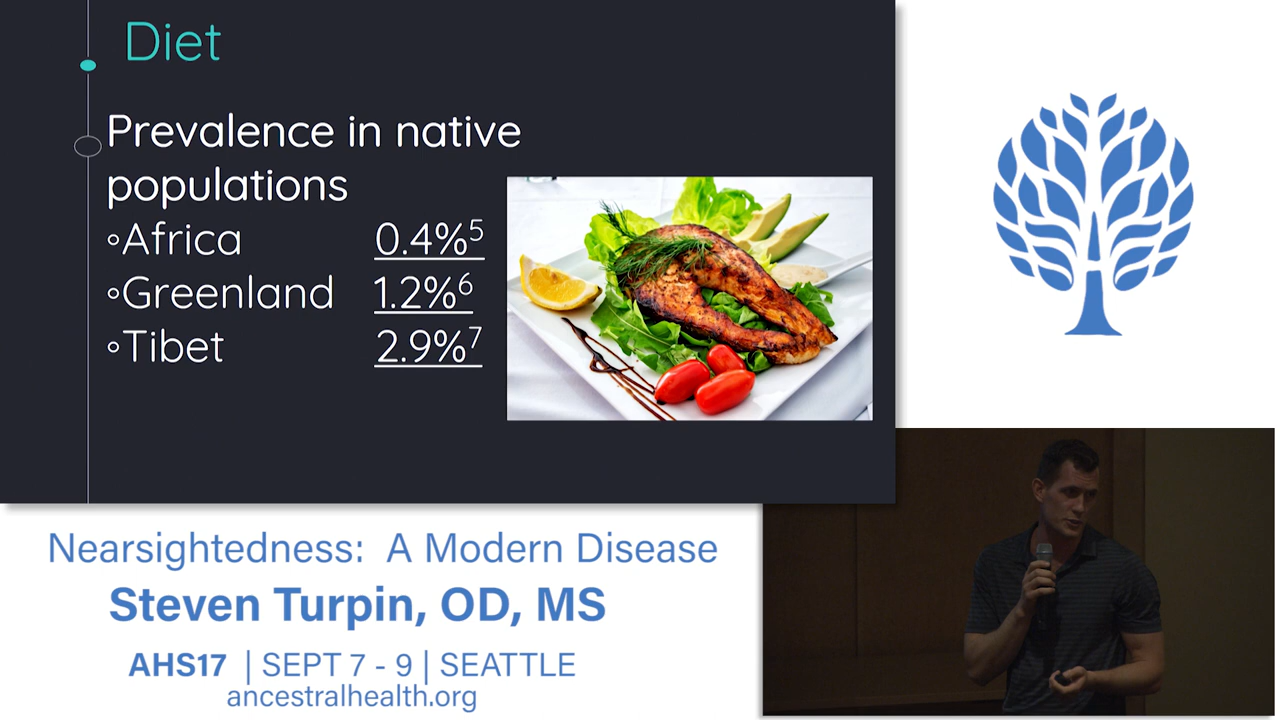 Diet
Prevalence in native
populations
◦Africa 0.4%⁵
◦Greenland 1.2%⁶
◦Tibet 2.9%⁷
Nearsightedness: A Modern Disease
Steven Turpin, OD, MS
AHS17 | SEPT 7 - 9 | SEATTLE
ancestralhealth.org